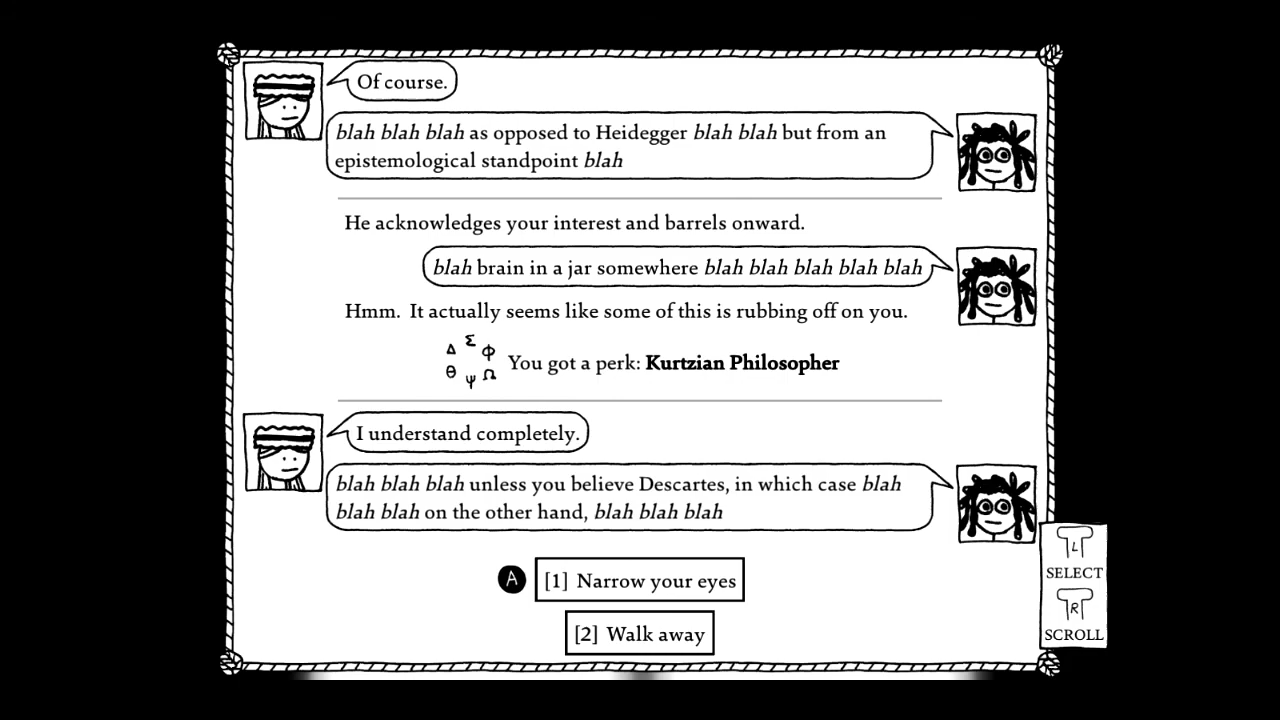 Of course.
blah blah blah as opposed to Heidegger blah blah but from an
epistemological standpoint blah
He acknowledges your interest and barrels onward.
blah brain in a jar somewhere blah blah blah blah blah
Hmm. It actually seems like some of this is rubbing off on you.
Δ Σ Φ θ Ψ Ω You got a perk: Kurtzian Philosopher
I understand completely.
blah blah blah unless you believe Descartes, in which case blah
blah blah on the other hand, blah blah blah
A [1] Narrow your eyes
[2] Walk away
L
SELECT
R
SCROLL